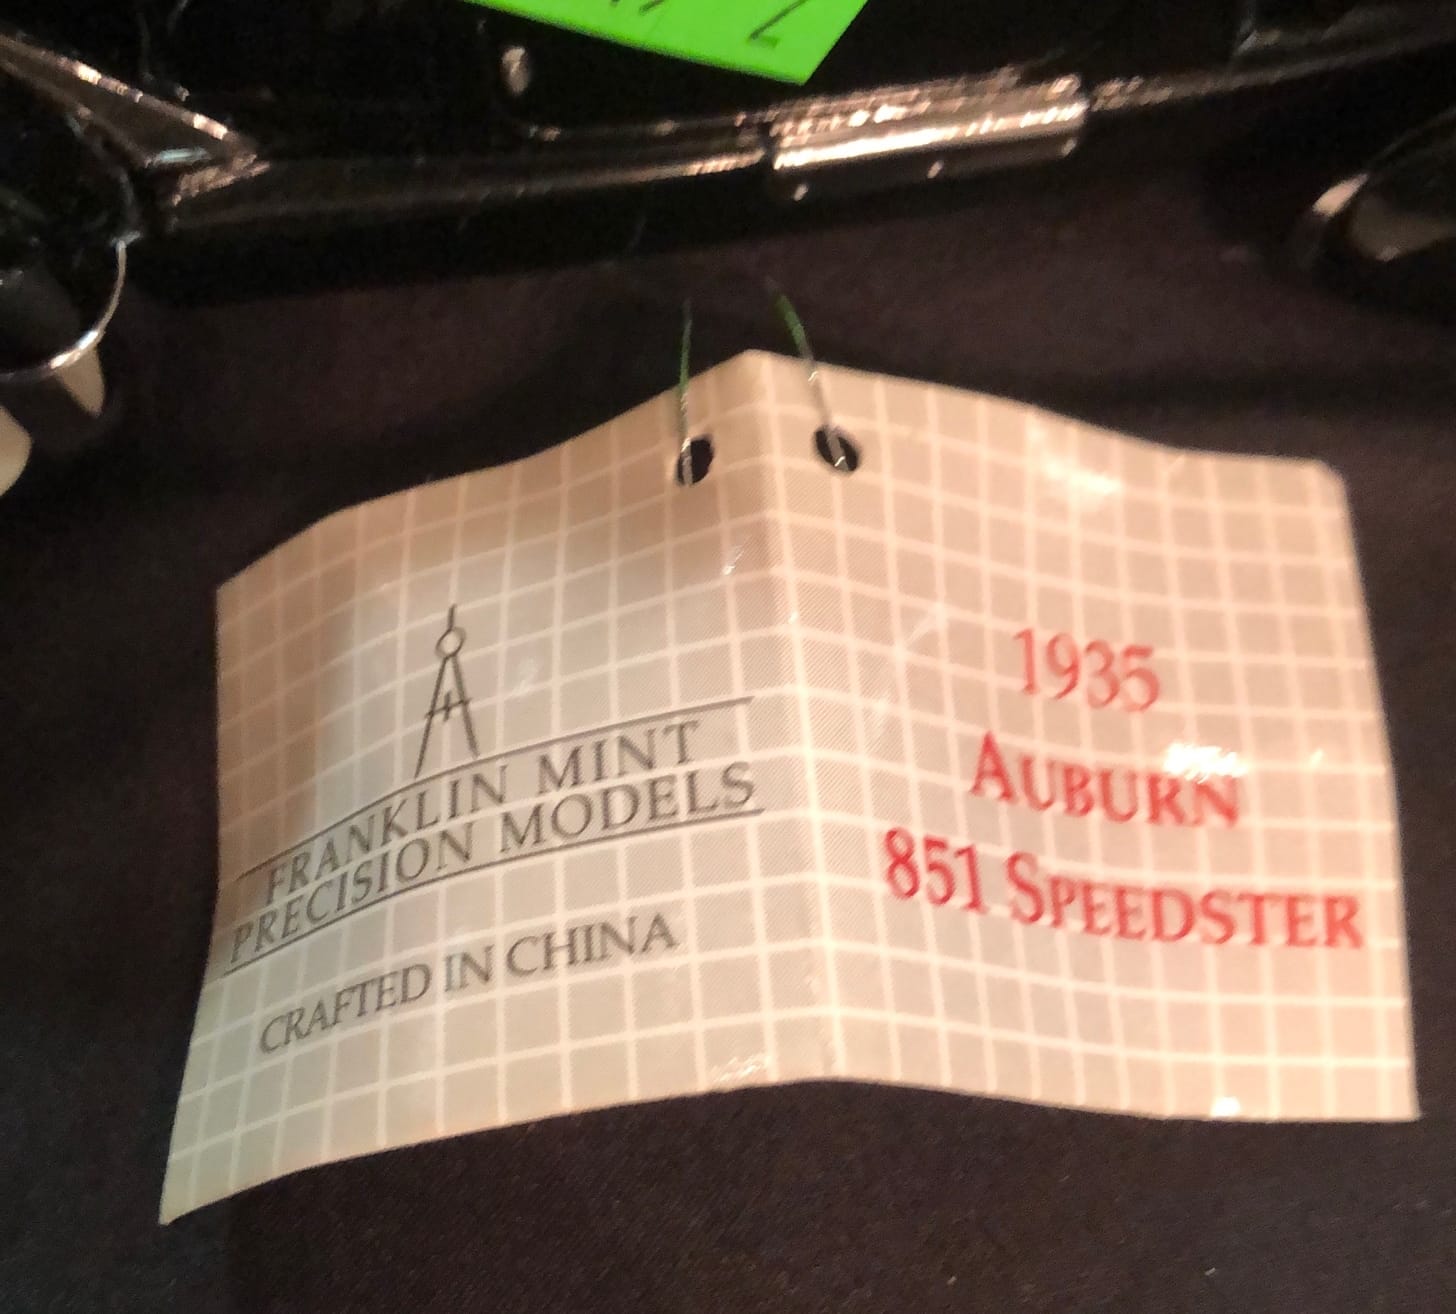 FRANKLIN MINT
PRECISION MODELS
CRAFTED IN CHINA
1935
AUBURN
851 SPEEDSTER